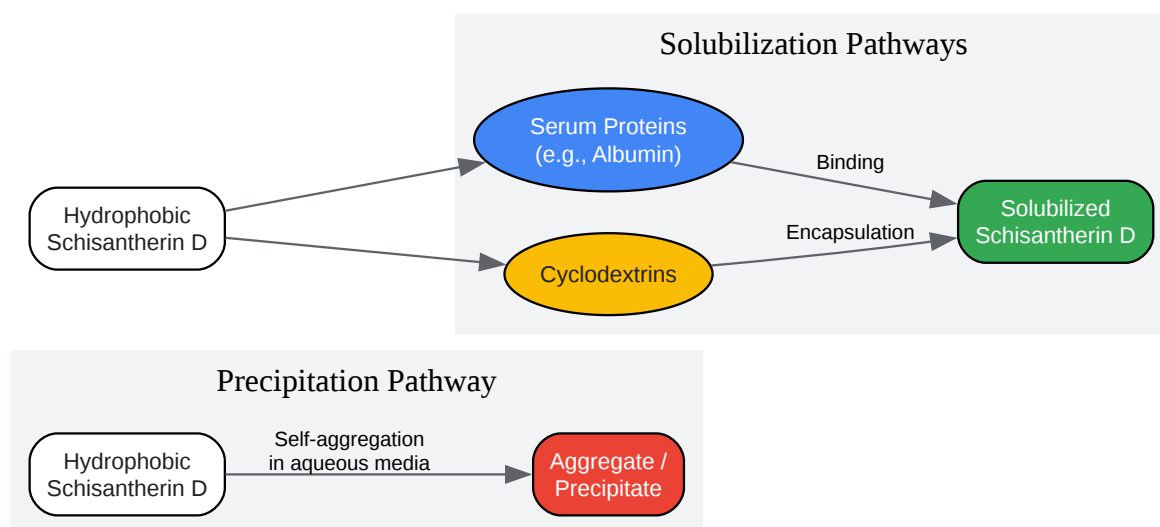 Solubilization Pathways
Serum Proteins
(e.g., Albumin)
Binding
Hydrophobic
Schisantherin D
Solubilized
Schisantherin D
Encapsulation
Cyclodextrins
Precipitation Pathway
Hydrophobic
Schisantherin D
Self-aggregation
in aqueous media
Aggregate /
Precipitate